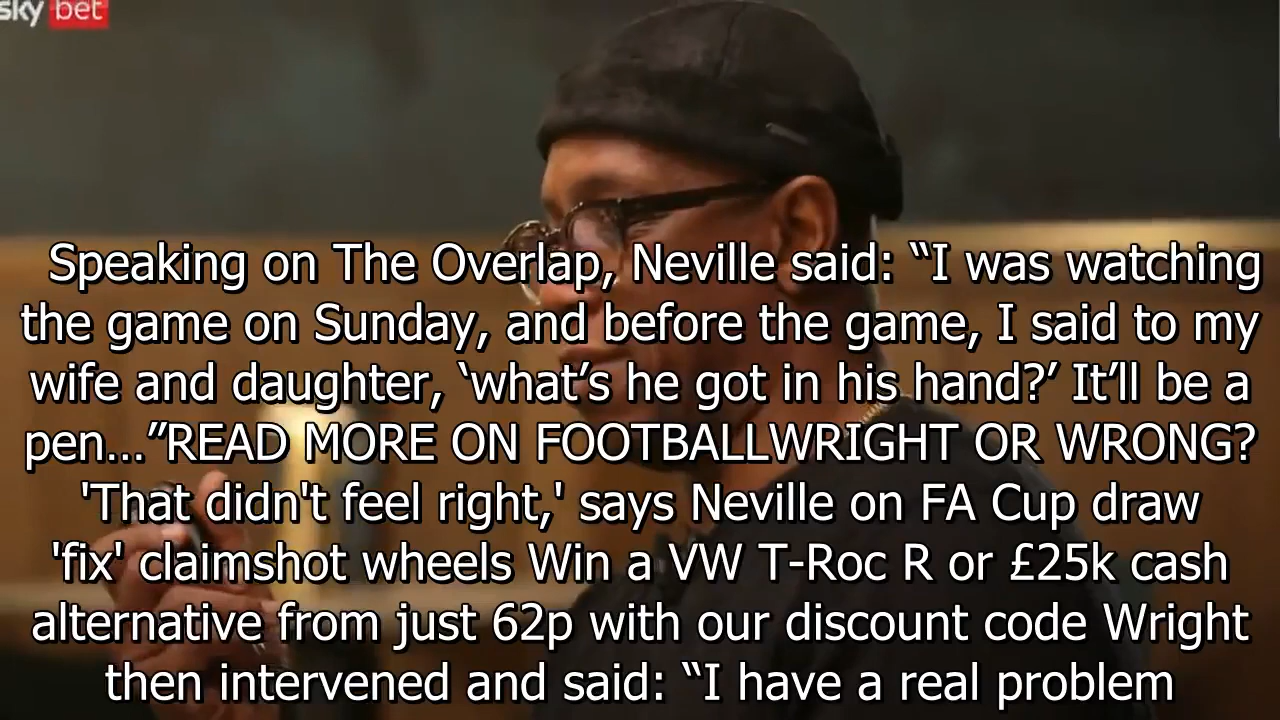 sky bet
Speaking on The Overlap, Neville said: “I was watching
the game on Sunday, and before the game, I said to my
wife and daughter, ‘what’s he got in his hand?’ It’ll be a
pen...”READ MORE ON FOOTBALLWRIGHT OR WRONG?
'That didn't feel right,' says Neville on FA Cup draw
'fix' claimshot wheels Win a VW T-Roc R or £25k cash
alternative from just 62p with our discount code Wright
then intervened and said: “I have a real problem